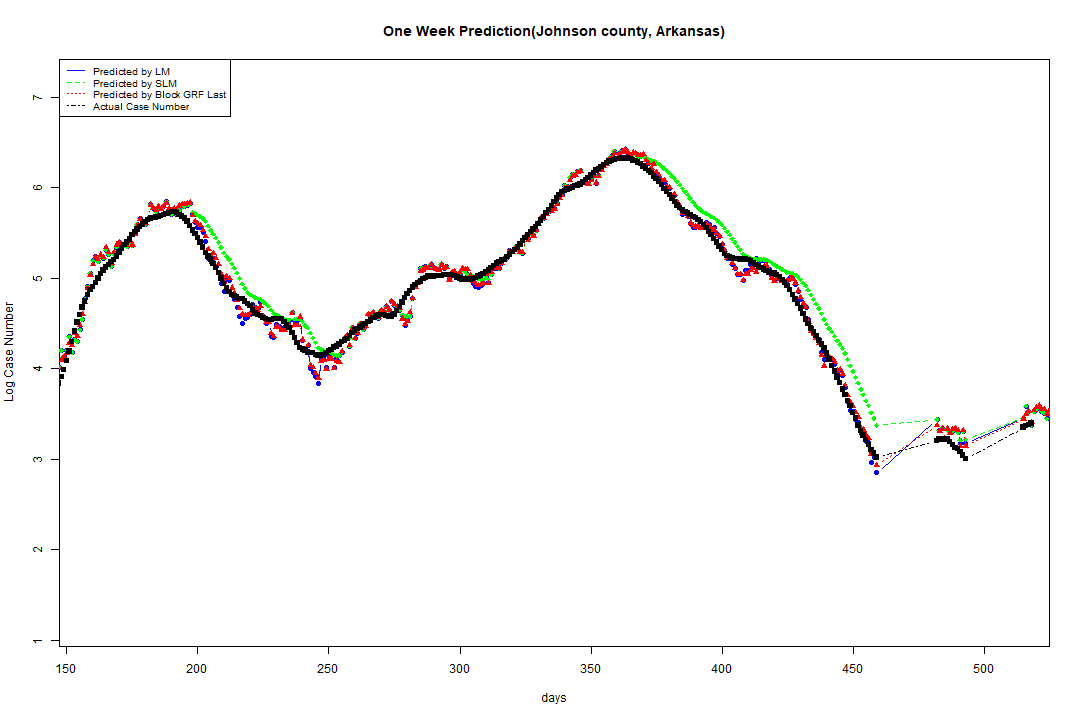 One Week Prediction(Johnson county, Arkansas)
Predicted by LM
Predicted by SLM
Predicted by Block GRF Last
Actual Case Number
7
6
5
4
3
2
1
Log Case Number
150 200 250 300 350 400 450 500
days